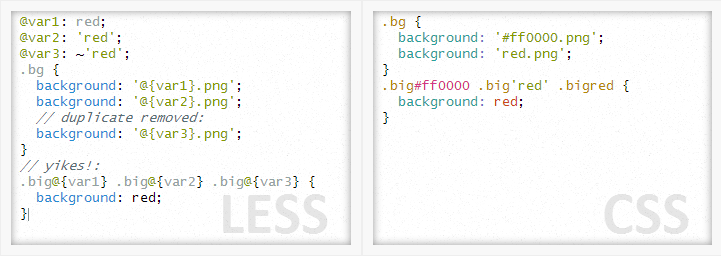 @var1: red;
@var2: 'red';
@var3: ~'red';
.bg {
  background: '@{var1}.png';
  background: '@{var2}.png';
  // duplicate removed:
  background: '@{var3}.png';
}
// yikes!:
.big@{var1} .big@{var2} .big@{var3} {
  background: red;
}
LESS
.bg {
  background: '#ff0000.png';
  background: 'red.png';
}
.big#ff0000 .big'red' .bigred {
  background: red;
}
CSS